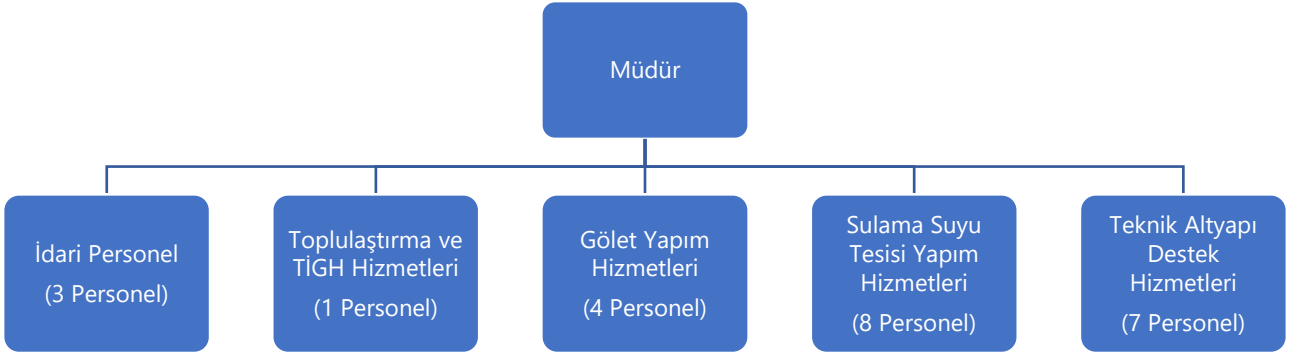 Müdür
İdari Personel
(3 Personel)
Toplulaştırma ve
TİGH Hizmetleri
(1 Personel)
Gölet Yapım
Hizmetleri
(4 Personel)
Sulama Suyu
Tesisi Yapım
Hizmetleri
(8 Personel)
Teknik Altyapı
Destek
Hizmetleri
(7 Personel)